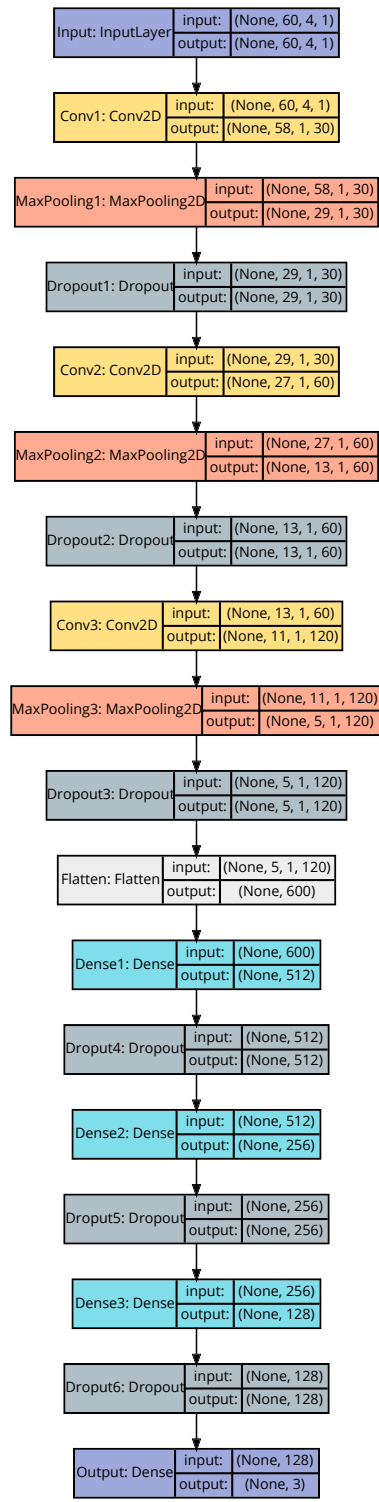 Input: InputLayer
input: (None, 60, 4, 1)
output: (None, 60, 4, 1)
Conv1: Conv2D
input: (None, 60, 4, 1)
output: (None, 58, 1, 30)
MaxPooling1: MaxPooling2D
input: (None, 58, 1, 30)
output: (None, 29, 1, 30)
Dropout1: Dropout
input: (None, 29, 1, 30)
output: (None, 29, 1, 30)
Conv2: Conv2D
input: (None, 29, 1, 30)
output: (None, 27, 1, 60)
MaxPooling2: MaxPooling2D
input: (None, 27, 1, 60)
output: (None, 13, 1, 60)
Dropout2: Dropout
input: (None, 13, 1, 60)
output: (None, 13, 1, 60)
Conv3: Conv2D
input: (None, 13, 1, 60)
output: (None, 11, 1, 120)
MaxPooling3: MaxPooling2D
input: (None, 11, 1, 120)
output: (None, 5, 1, 120)
Dropout3: Dropout
input: (None, 5, 1, 120)
output: (None, 5, 1, 120)
Flatten: Flatten
input: (None, 5, 1, 120)
output: (None, 600)
Dense1: Dense
input: (None, 600)
output: (None, 512)
Droput4: Dropout
input: (None, 512)
output: (None, 512)
Dense2: Dense
input: (None, 512)
output: (None, 256)
Droput5: Dropout
input: (None, 256)
output: (None, 256)
Dense3: Dense
input: (None, 256)
output: (None, 128)
Droput6: Dropout
input: (None, 128)
output: (None, 128)
Output: Dense
input: (None, 128)
output: (None, 3)